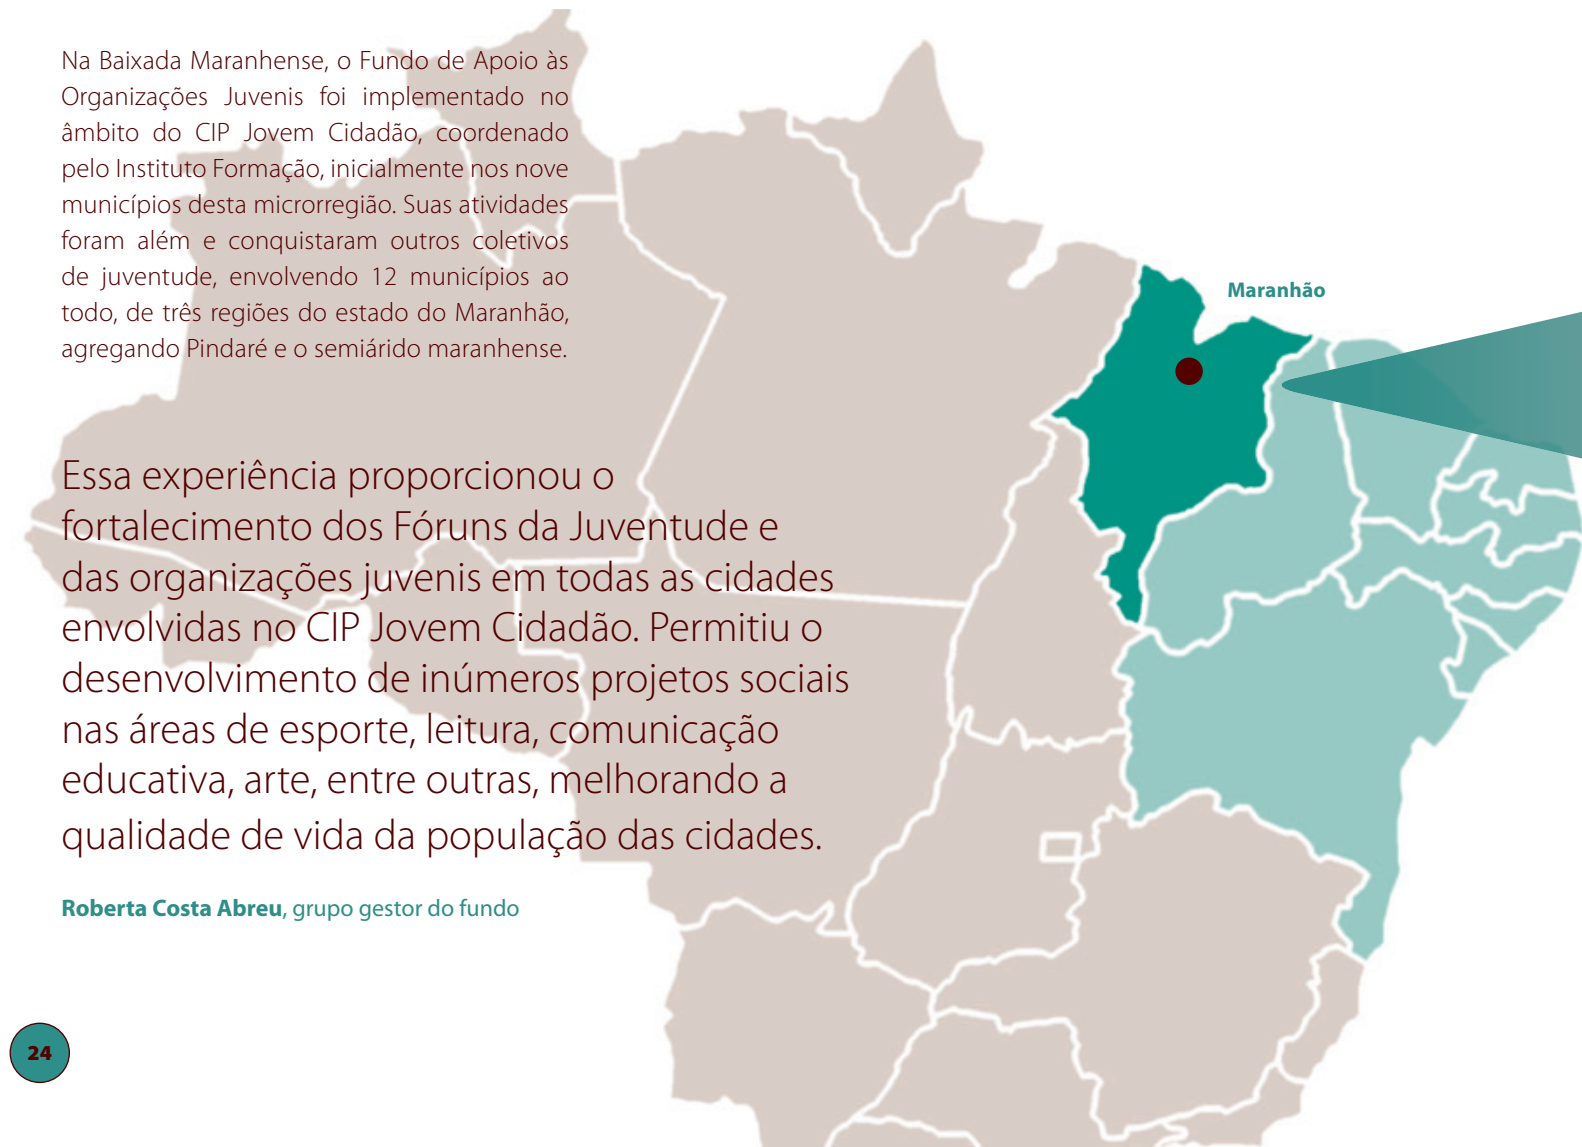 Na Baixada Maranhense, o Fundo de Apoio às
Organizações Juvenis foi implementado no
âmbito do CIP Jovem Cidadão, coordenado
pelo Instituto Formação, inicialmente nos nove
municípios desta microrregião. Suas atividades
foram além e conquistaram outros coletivos
de juventude, envolvendo 12 municípios ao
todo, de três regiões do estado do Maranhão,
agregando Pindaré e o semiárido maranhense.
Maranhão
Essa experiência proporcionou o
fortalecimento dos Fóruns da Juventude e
das organizações juvenis em todas as cidades
envolvidas no CIP Jovem Cidadão. Permitiu o
desenvolvimento de inúmeros projetos sociais
nas áreas de esporte, leitura, comunicação
educativa, arte, entre outras, melhorando a
qualidade de vida da população das cidades.
Roberta Costa Abreu, grupo gestor do fundo
24